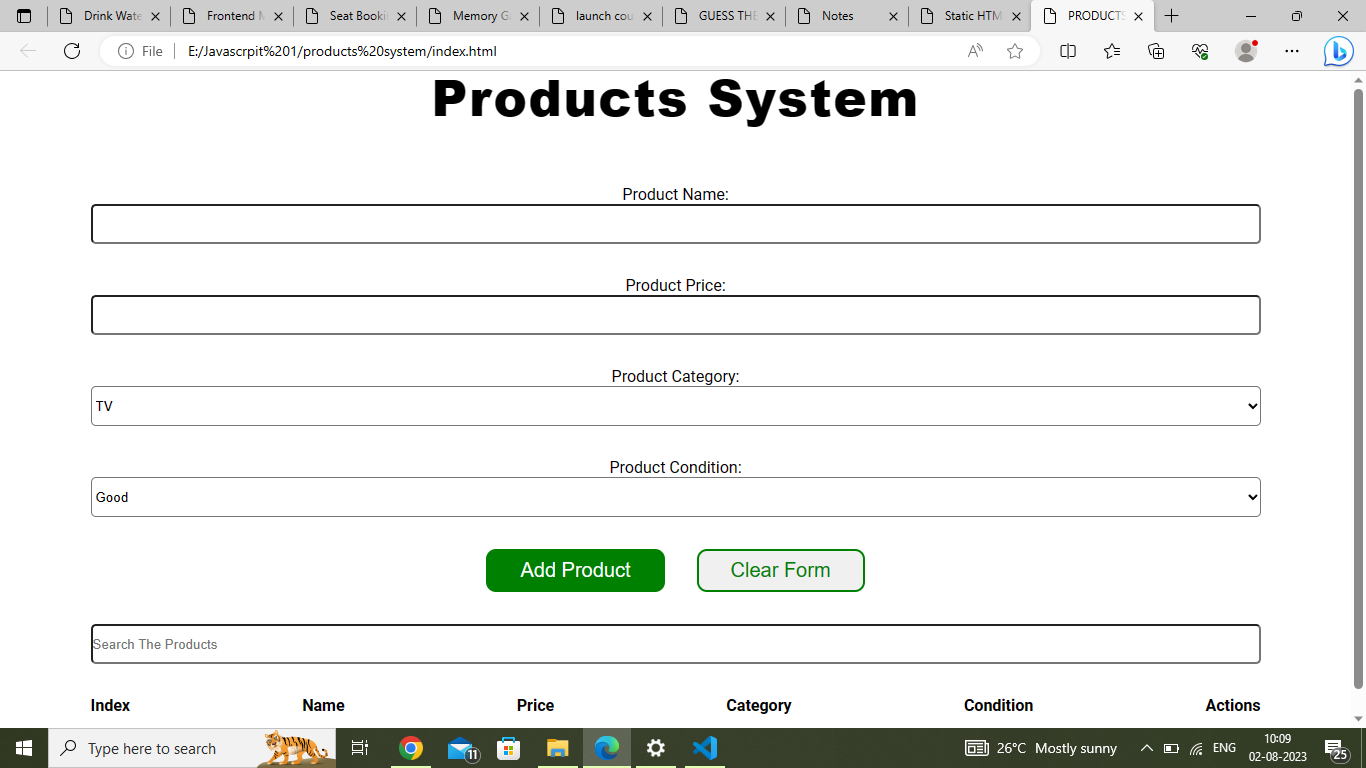 Drink Wate
Frontend M
Seat Booki
Memory G
launch cou
GUESS THE
Notes
Static HTM
PRODUCTS
File
E:/Javascrpit%201/products%20system/index.html
Products System
Product Name:
Product Price:
Product Category:
TV
Product Condition:
Good
Add Product Clear Form
Search The Products
Index Name Price Category Condition Actions
Type here to search
11
26°C Mostly sunny
ENG
10:09
02-08-2023
25